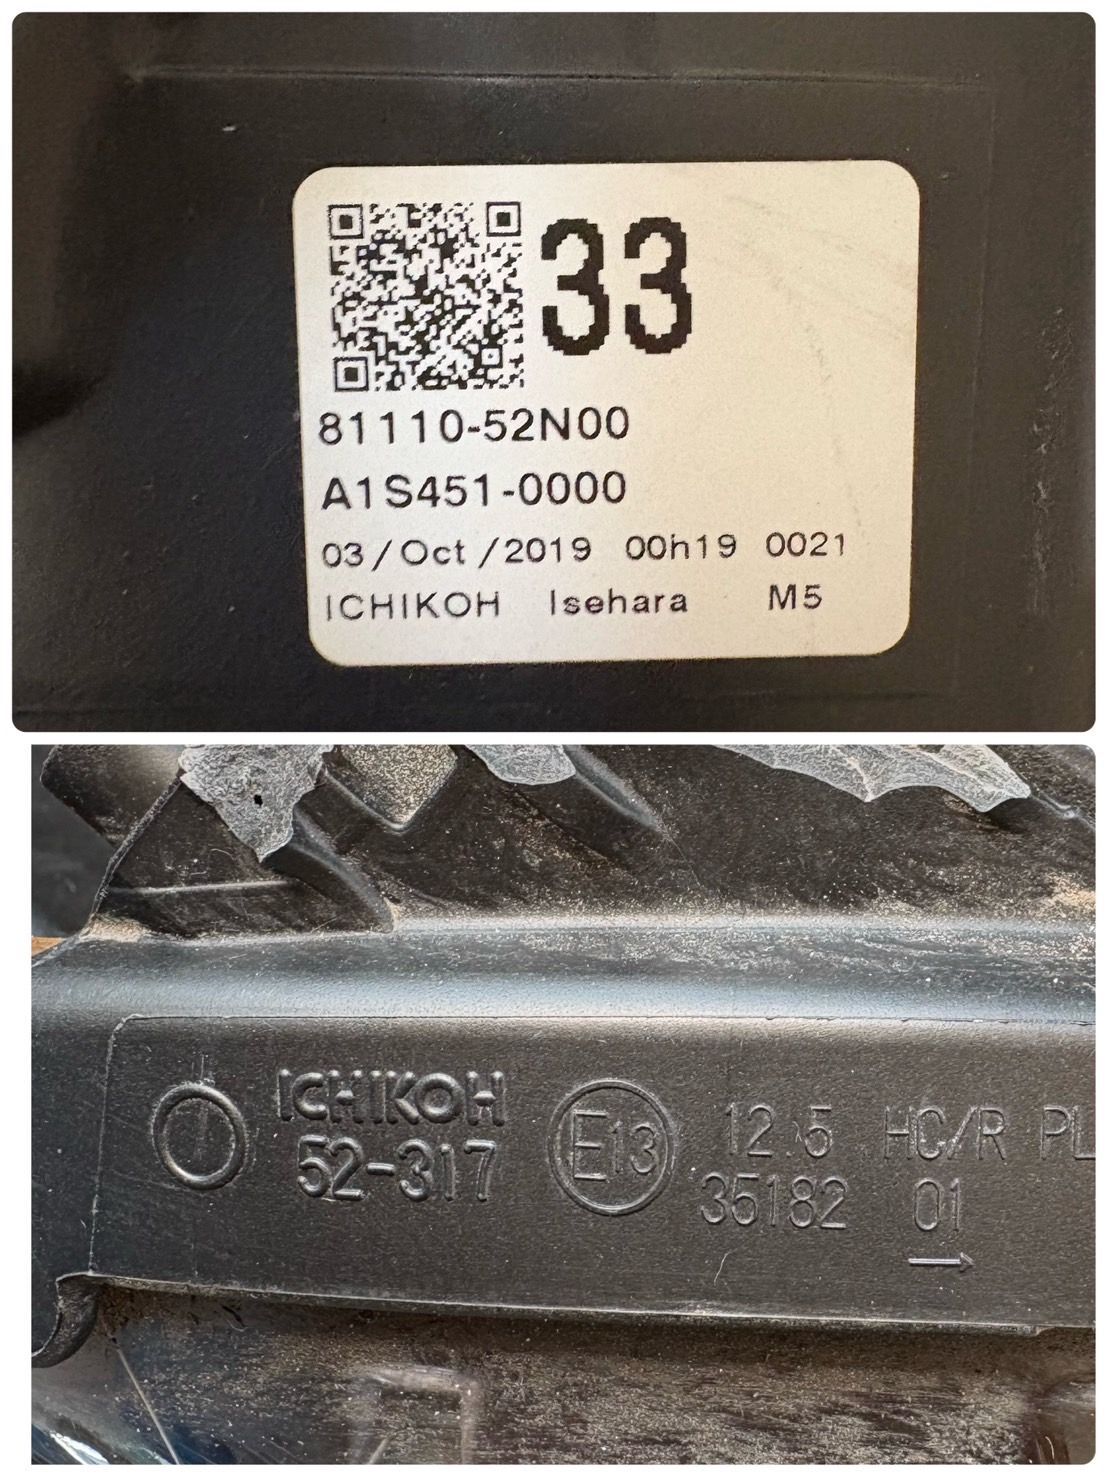 33
81110-52N00
A1S451-0000
03/Oct/2019 00h19 0021
ICHIKOH Isehara M5
ICHIKOH
52-317
E13
12.5 HC/R PL
35182 01
→